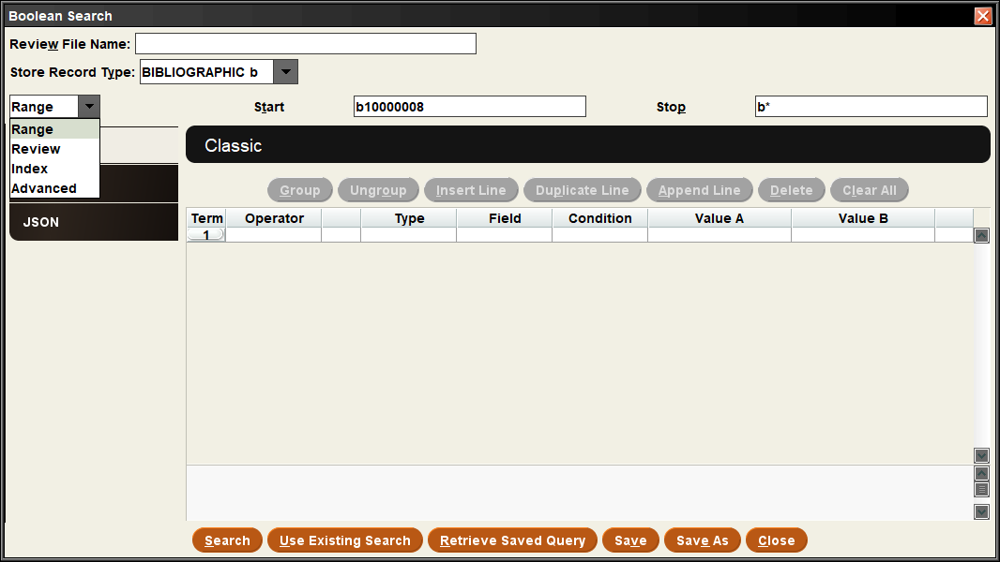 Boolean Search
Review File Name:
Store Record Type: BIBLIOGRAPHIC b
Range Start b10000008 Stop b*
Range
Review
Index
Advanced
JSON
Classic
Group Ungroup Insert Line Duplicate Line Append Line Delete Clear All
Term Operator Type Field Condition Value A Value B
1
Search Use Existing Search Retrieve Saved Query Save Save As Close